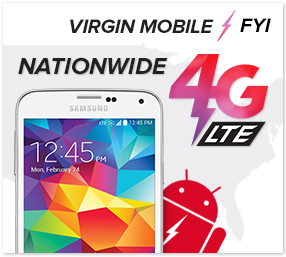 VIRGIN MOBILE FYI
NATIONWIDE
4G
LTE
SAMSUNG
12:45
12:45 PM
Monday, February 24